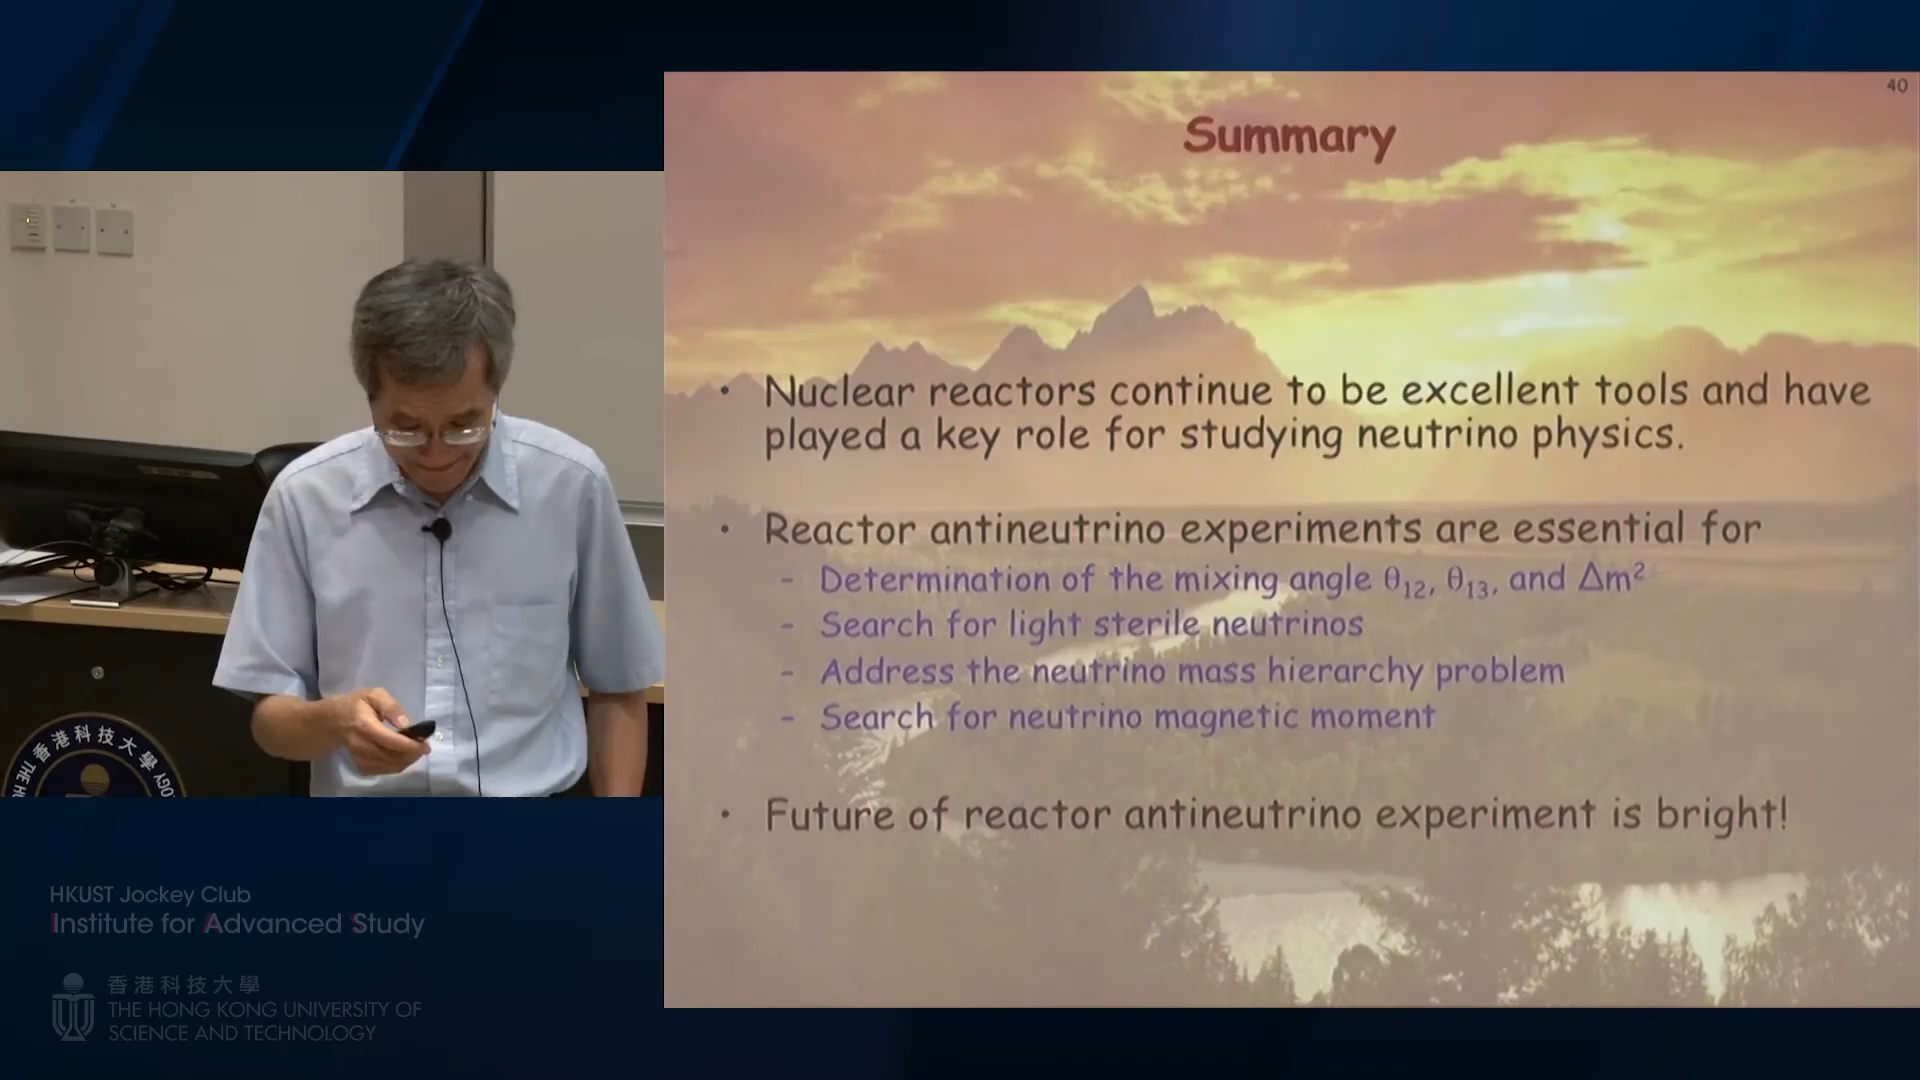 40
Summary
• Nuclear reactors continue to be excellent tools and have
played a key role for studying neutrino physics.
• Reactor antineutrino experiments are essential for
- Determination of the mixing angle θ₁₂, θ₁₃, and Δm²
- Search for light sterile neutrinos
- Address the neutrino mass hierarchy problem
- Search for neutrino magnetic moment
• Future of reactor antineutrino experiment is bright!
香港科技大學
HKUST Jockey Club
Institute for Advanced Study
香港科技大學
THE HONG KONG UNIVERSITY OF
SCIENCE AND TECHNOLOGY